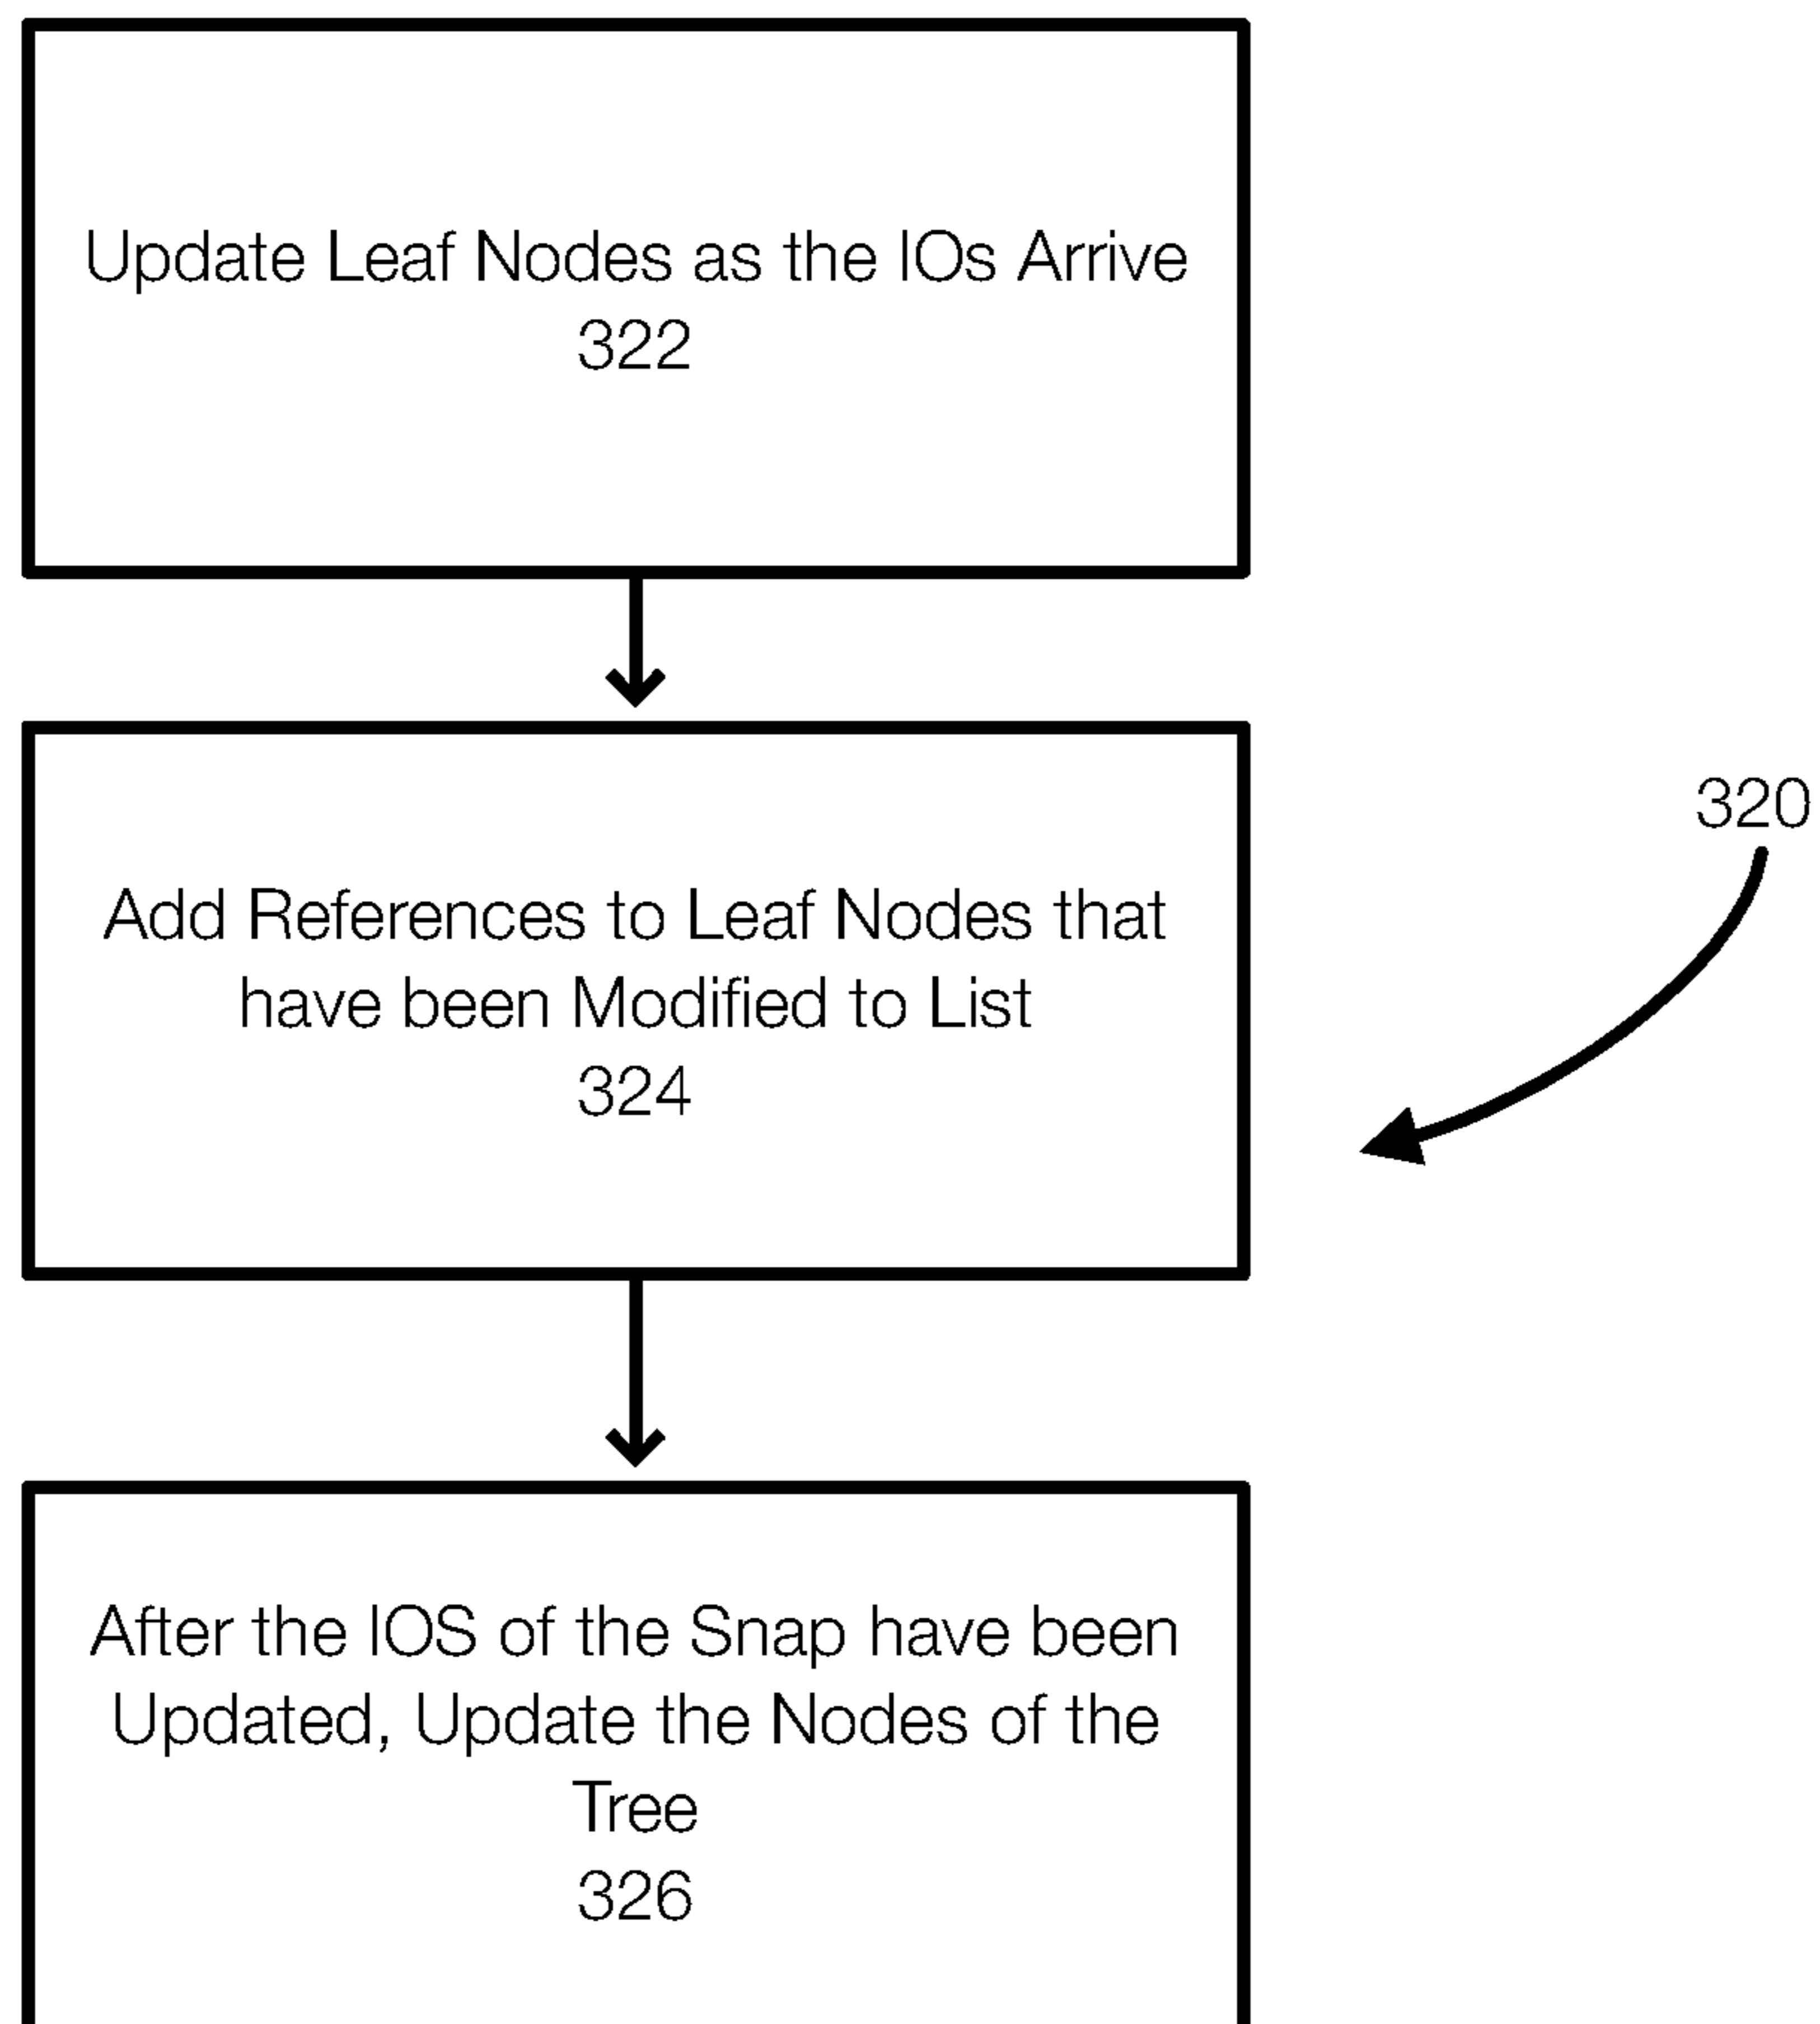 Update Leaf Nodes as the IOs Arrive
322
320
Add References to Leaf Nodes that
have been Modified to List
324
After the IOS of the Snap have been
Updated, Update the Nodes of the
Tree
326